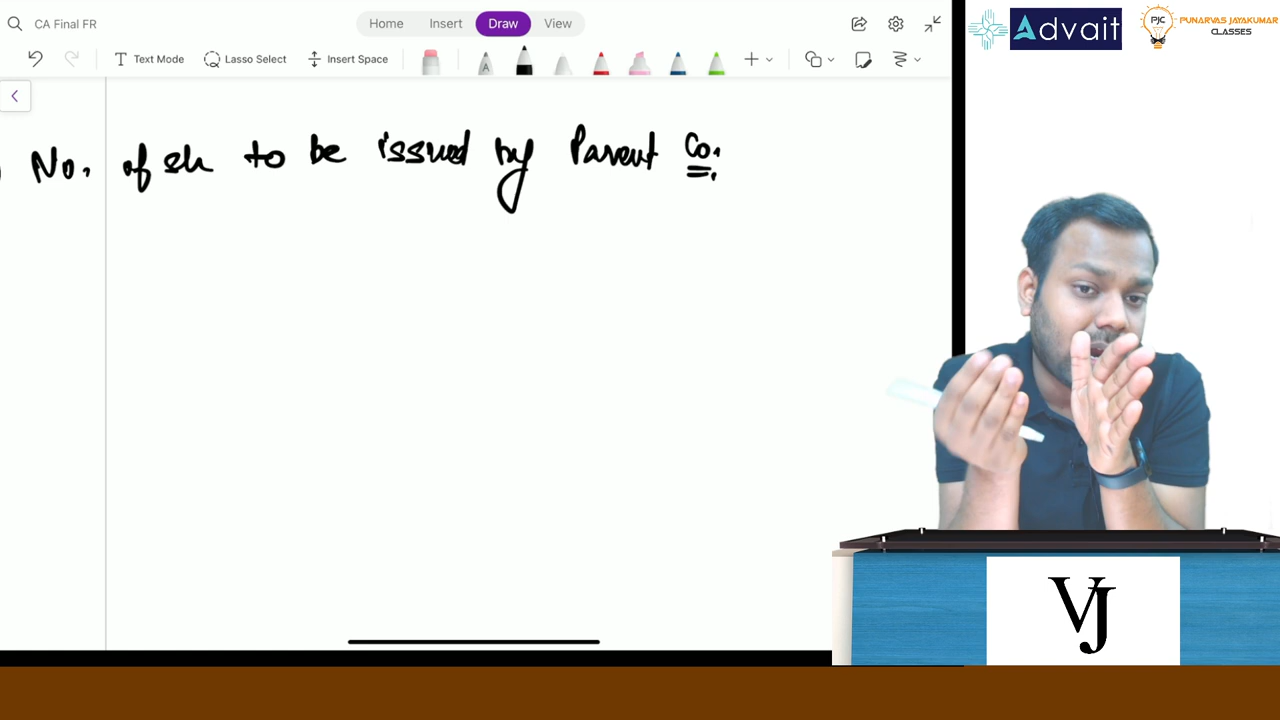 CA Final FR
Home Insert Draw View
Advait
PJC
PUNARVAS JAYAKUMAR
CLASSES
Text Mode Lasso Select Insert Space
A
No. of sh to be issued by Parent Co.
VJ